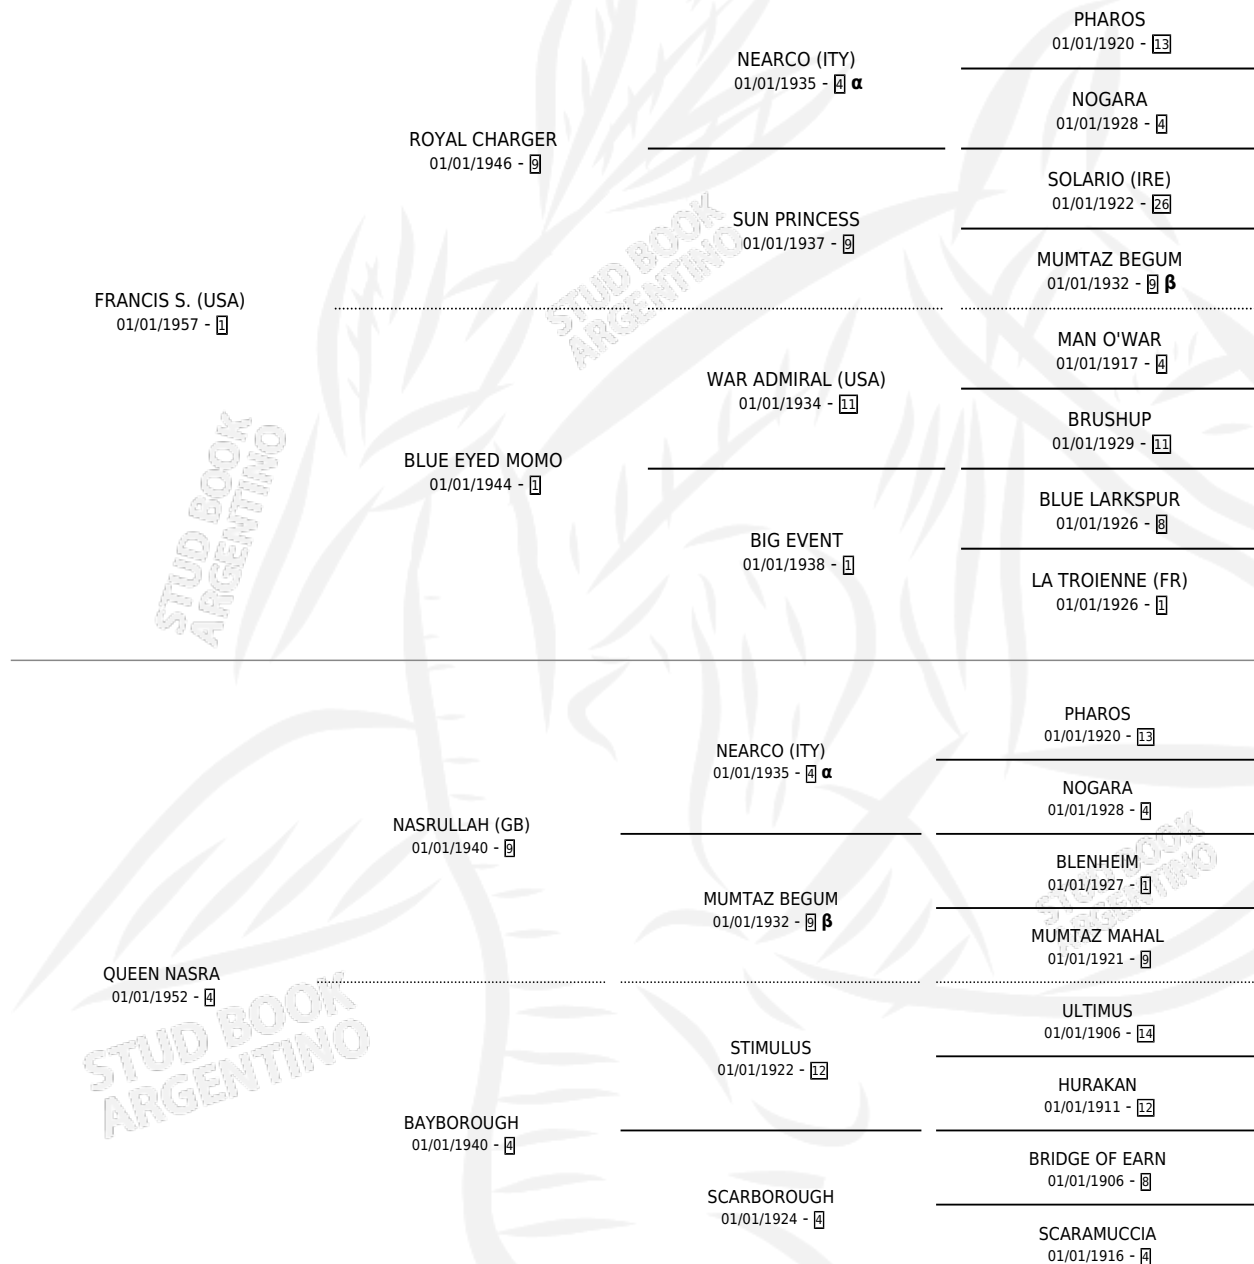 FRANCIS S. (USA)
01/01/1957 - 1
ROYAL CHARGER
01/01/1946 - 9
BLUE EYED MOMO
01/01/1944 - 1
NEARCO (ITY)
01/01/1935 - 4 α
SUN PRINCESS
01/01/1937 - 9
WAR ADMIRAL (USA)
01/01/1934 - 11
BIG EVENT
01/01/1938 - 1
PHAROS
01/01/1920 - 13
NOGARA
01/01/1928 - 4
SOLARIO (IRE)
01/01/1922 - 26
MUMTAZ BEGUM
01/01/1932 - 9 β
MAN O'WAR
01/01/1917 - 4
BRUSHUP
01/01/1929 - 11
BLUE LARKSPUR
01/01/1926 - 8
LA TROIENNE (FR)
01/01/1926 - 1
QUEEN NASRA
01/01/1952 - 4
NASRULLAH (GB)
01/01/1940 - 9
BAYBOROUGH
01/01/1940 - 4
NEARCO (ITY)
01/01/1935 - 4 α
MUMTAZ BEGUM
01/01/1932 - 9 β
STIMULUS
01/01/1922 - 12
SCARBOROUGH
01/01/1924 - 4
PHAROS
01/01/1920 - 13
NOGARA
01/01/1928 - 4
BLENHEIM
01/01/1927 - 1
MUMTAZ MAHAL
01/01/1921 - 9
ULTIMUS
01/01/1906 - 14
HURAKAN
01/01/1911 - 12
BRIDGE OF EARN
01/01/1906 - 8
SCARAMUCCIA
01/01/1916 - 4
STUD BOOK
ARGENTINO
STUD BOOK
ARGENTINO
STUD BOOK
ARGENTINO
STUD BOOK
ARGENTINO